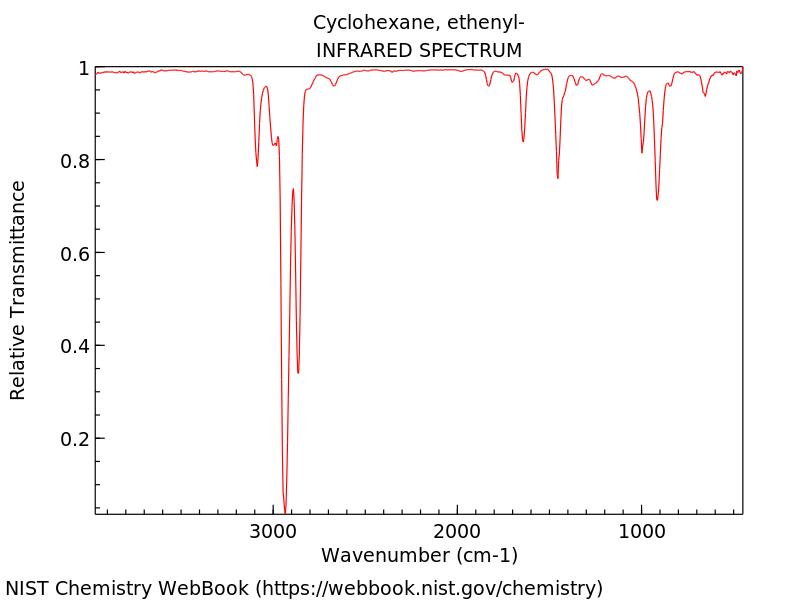 Cyclohexane, ethenyl-
INFRARED SPECTRUM
1
0.8
0.6
0.4
0.2
Relative Transmittance
3000
2000
1000
Wavenumber (cm-1)
NIST Chemistry WebBook (https://webbook.nist.gov/chemistry)